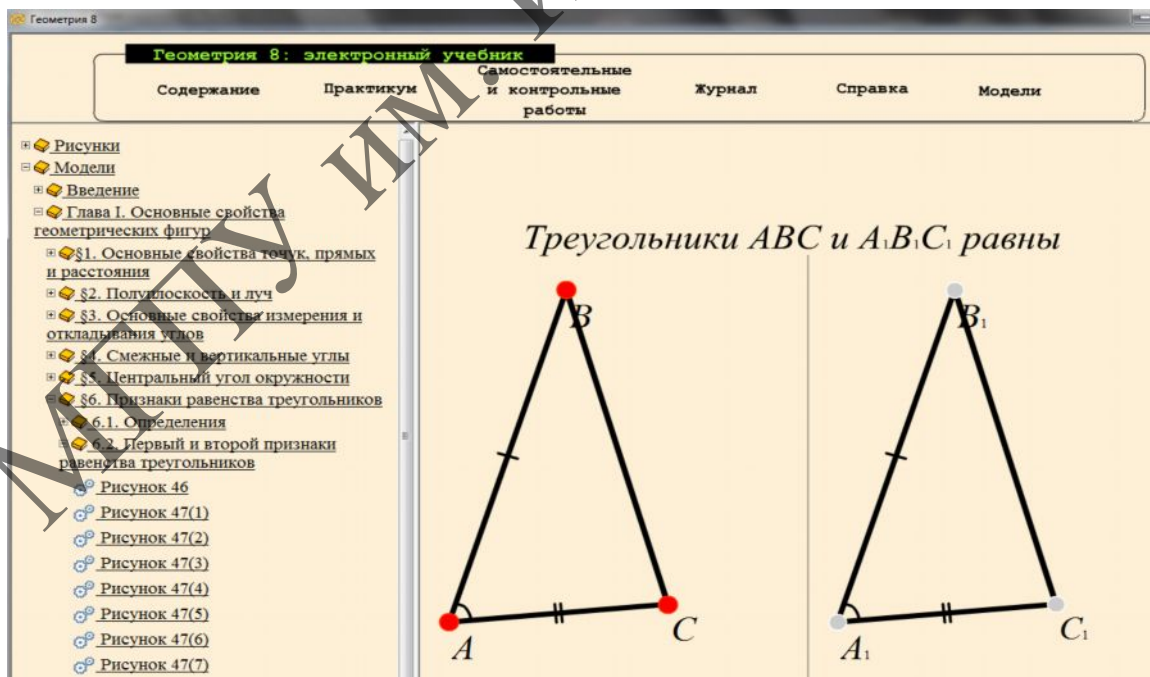 Геометрия 8
Геометрия 8: электронный учебник
Содержание
Практикум
Самостоятельные
и контрольные
работы
Журнал
Справка
Модели
Рисунки
Модели
Введение
Глава I. Основные свойства
геометрических фигур
§1. Основные свойства точук, прямых
и расстояния
§2. Полуплоскость и луч
§3. Основные свойства измерения и
откладывания углов
§4. Смежные и вертикальные углы
§5. Центральный угол окружности
§6. Признаки равенства треугольников
6.1. Определения
6.2. Первый и второй признаки
равенства треугольников
Рисунок 46
Рисунок 47(1)
Рисунок 47(2)
Рисунок 47(3)
Рисунок 47(4)
Рисунок 47(5)
Рисунок 47(6)
Рисунок 47(7)
Треугольники ABC и A₁B₁C₁ равны
B
A
C
B₁
A₁
C₁
МГПУ ИМ.